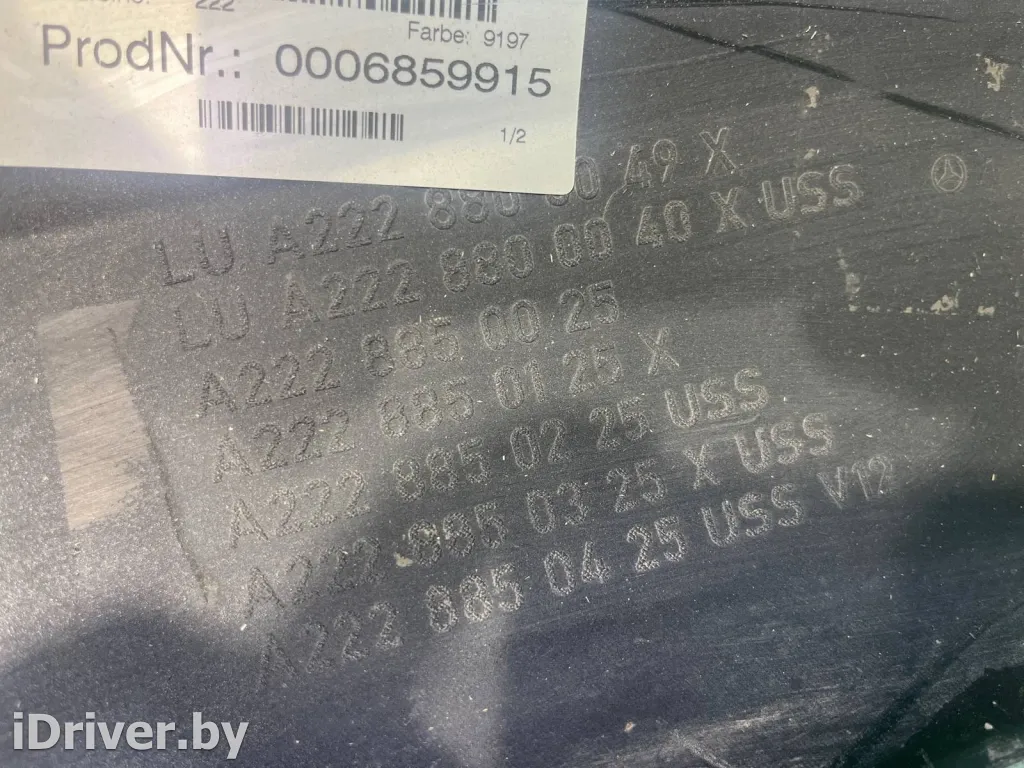 222
Farbe: 9197
ProdNr.: 0006859915
1/2
LU A222 880 49 X
LU A222 880 00 40 X USS
A222 885 00 25
A222 885 01 25 X
A222 885 02 25 USS
A222 885 03 25 X USS
A222 885 04 25 USS V12
iDriver.by